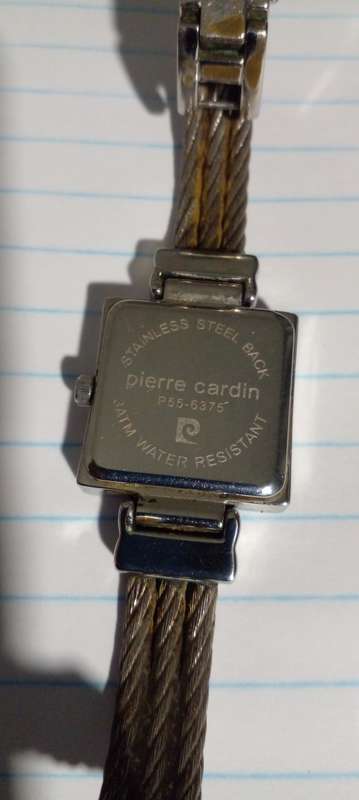 STAINLESS STEEL BACK
pierre cardin
P55-6375
3ATM WATER RESISTANT